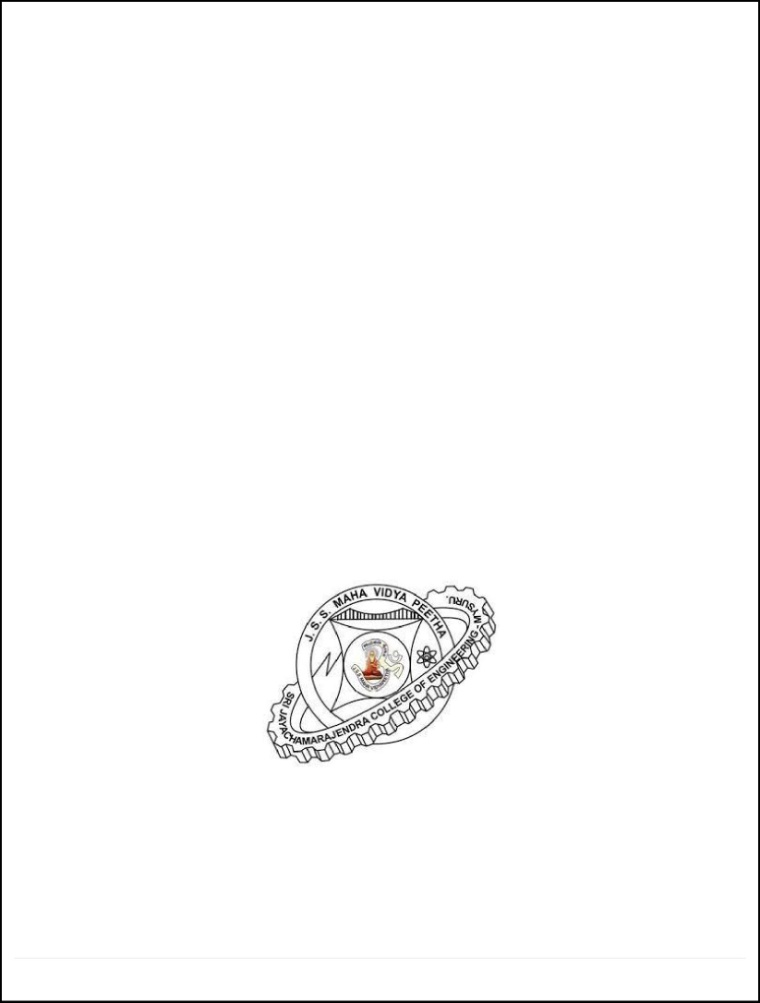 J. S. S. MAHA VIDYA PEETHA
SRI JAYACHAMARAJENDRA COLLEGE OF ENGINEERING, MYSURU.